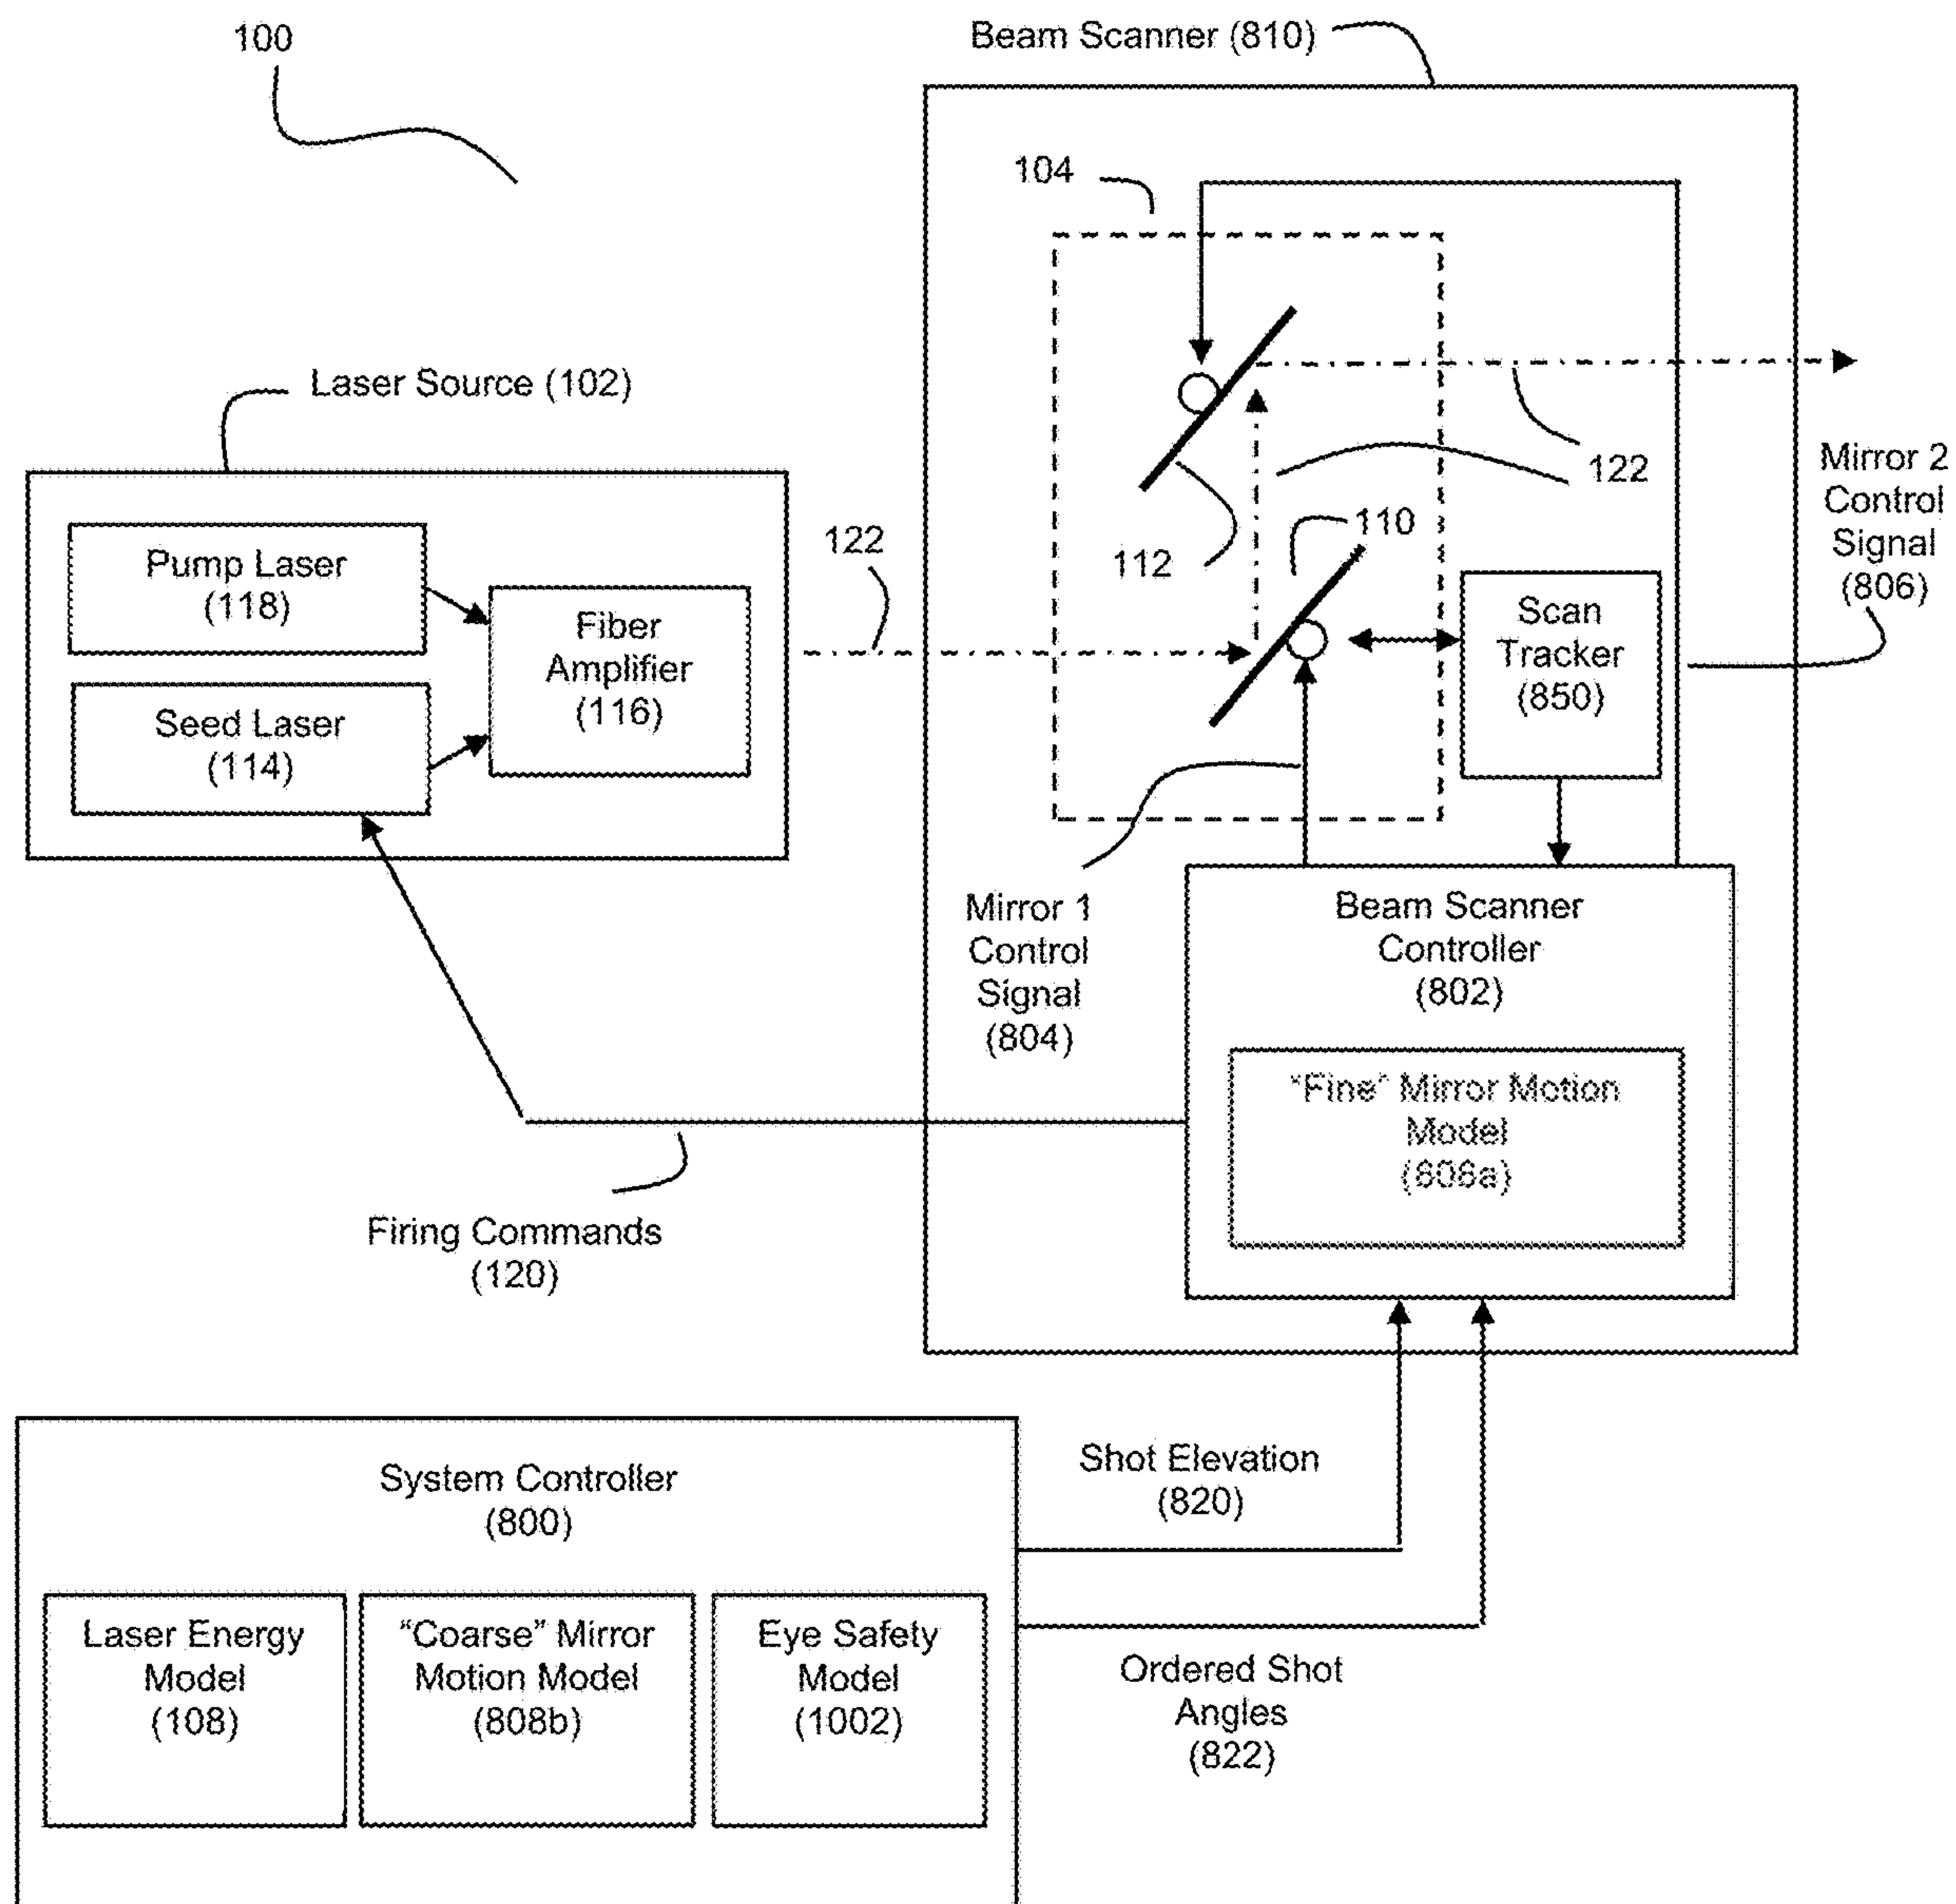 100
Beam Scanner (810)
104
Laser Source (102)
Pump Laser
(118)
Seed Laser
(114)
Fiber
Amplifier
(116)
122
112
110
122
Mirror 2
Control
Signal
(806)
Scan
Tracker
(850)
Mirror 1
Control
Signal
(804)
Beam Scanner
Controller
(802)
"Fine" Mirror Motion
Model
(808a)
Firing Commands
(120)
System Controller
(800)
Laser Energy
Model
(108)
“Coarse” Mirror
Motion Model
(808b)
Eye Safety
Model
(1002)
Shot Elevation
(820)
Ordered Shot
Angles
(822)